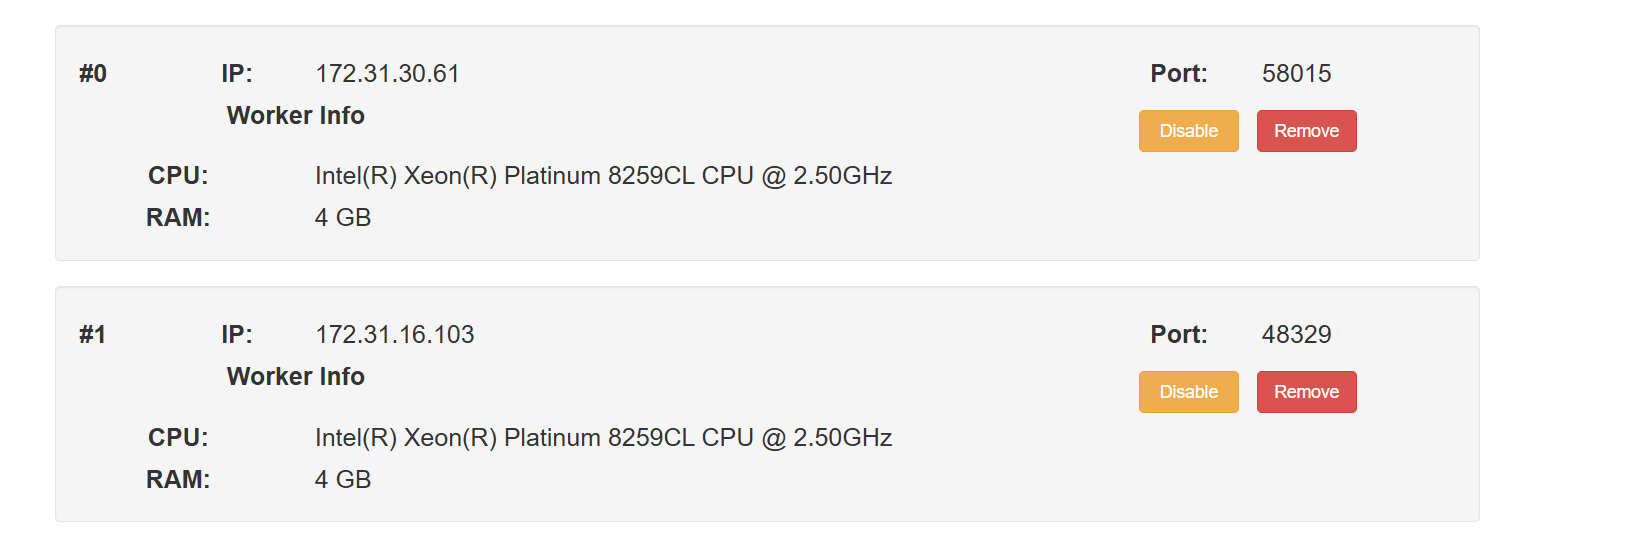 #0 IP: 172.31.30.61 Port: 58015
Worker Info
Disable Remove
CPU: Intel(R) Xeon(R) Platinum 8259CL CPU @ 2.50GHz
RAM: 4 GB
#1 IP: 172.31.16.103 Port: 48329
Worker Info
Disable Remove
CPU: Intel(R) Xeon(R) Platinum 8259CL CPU @ 2.50GHz
RAM: 4 GB